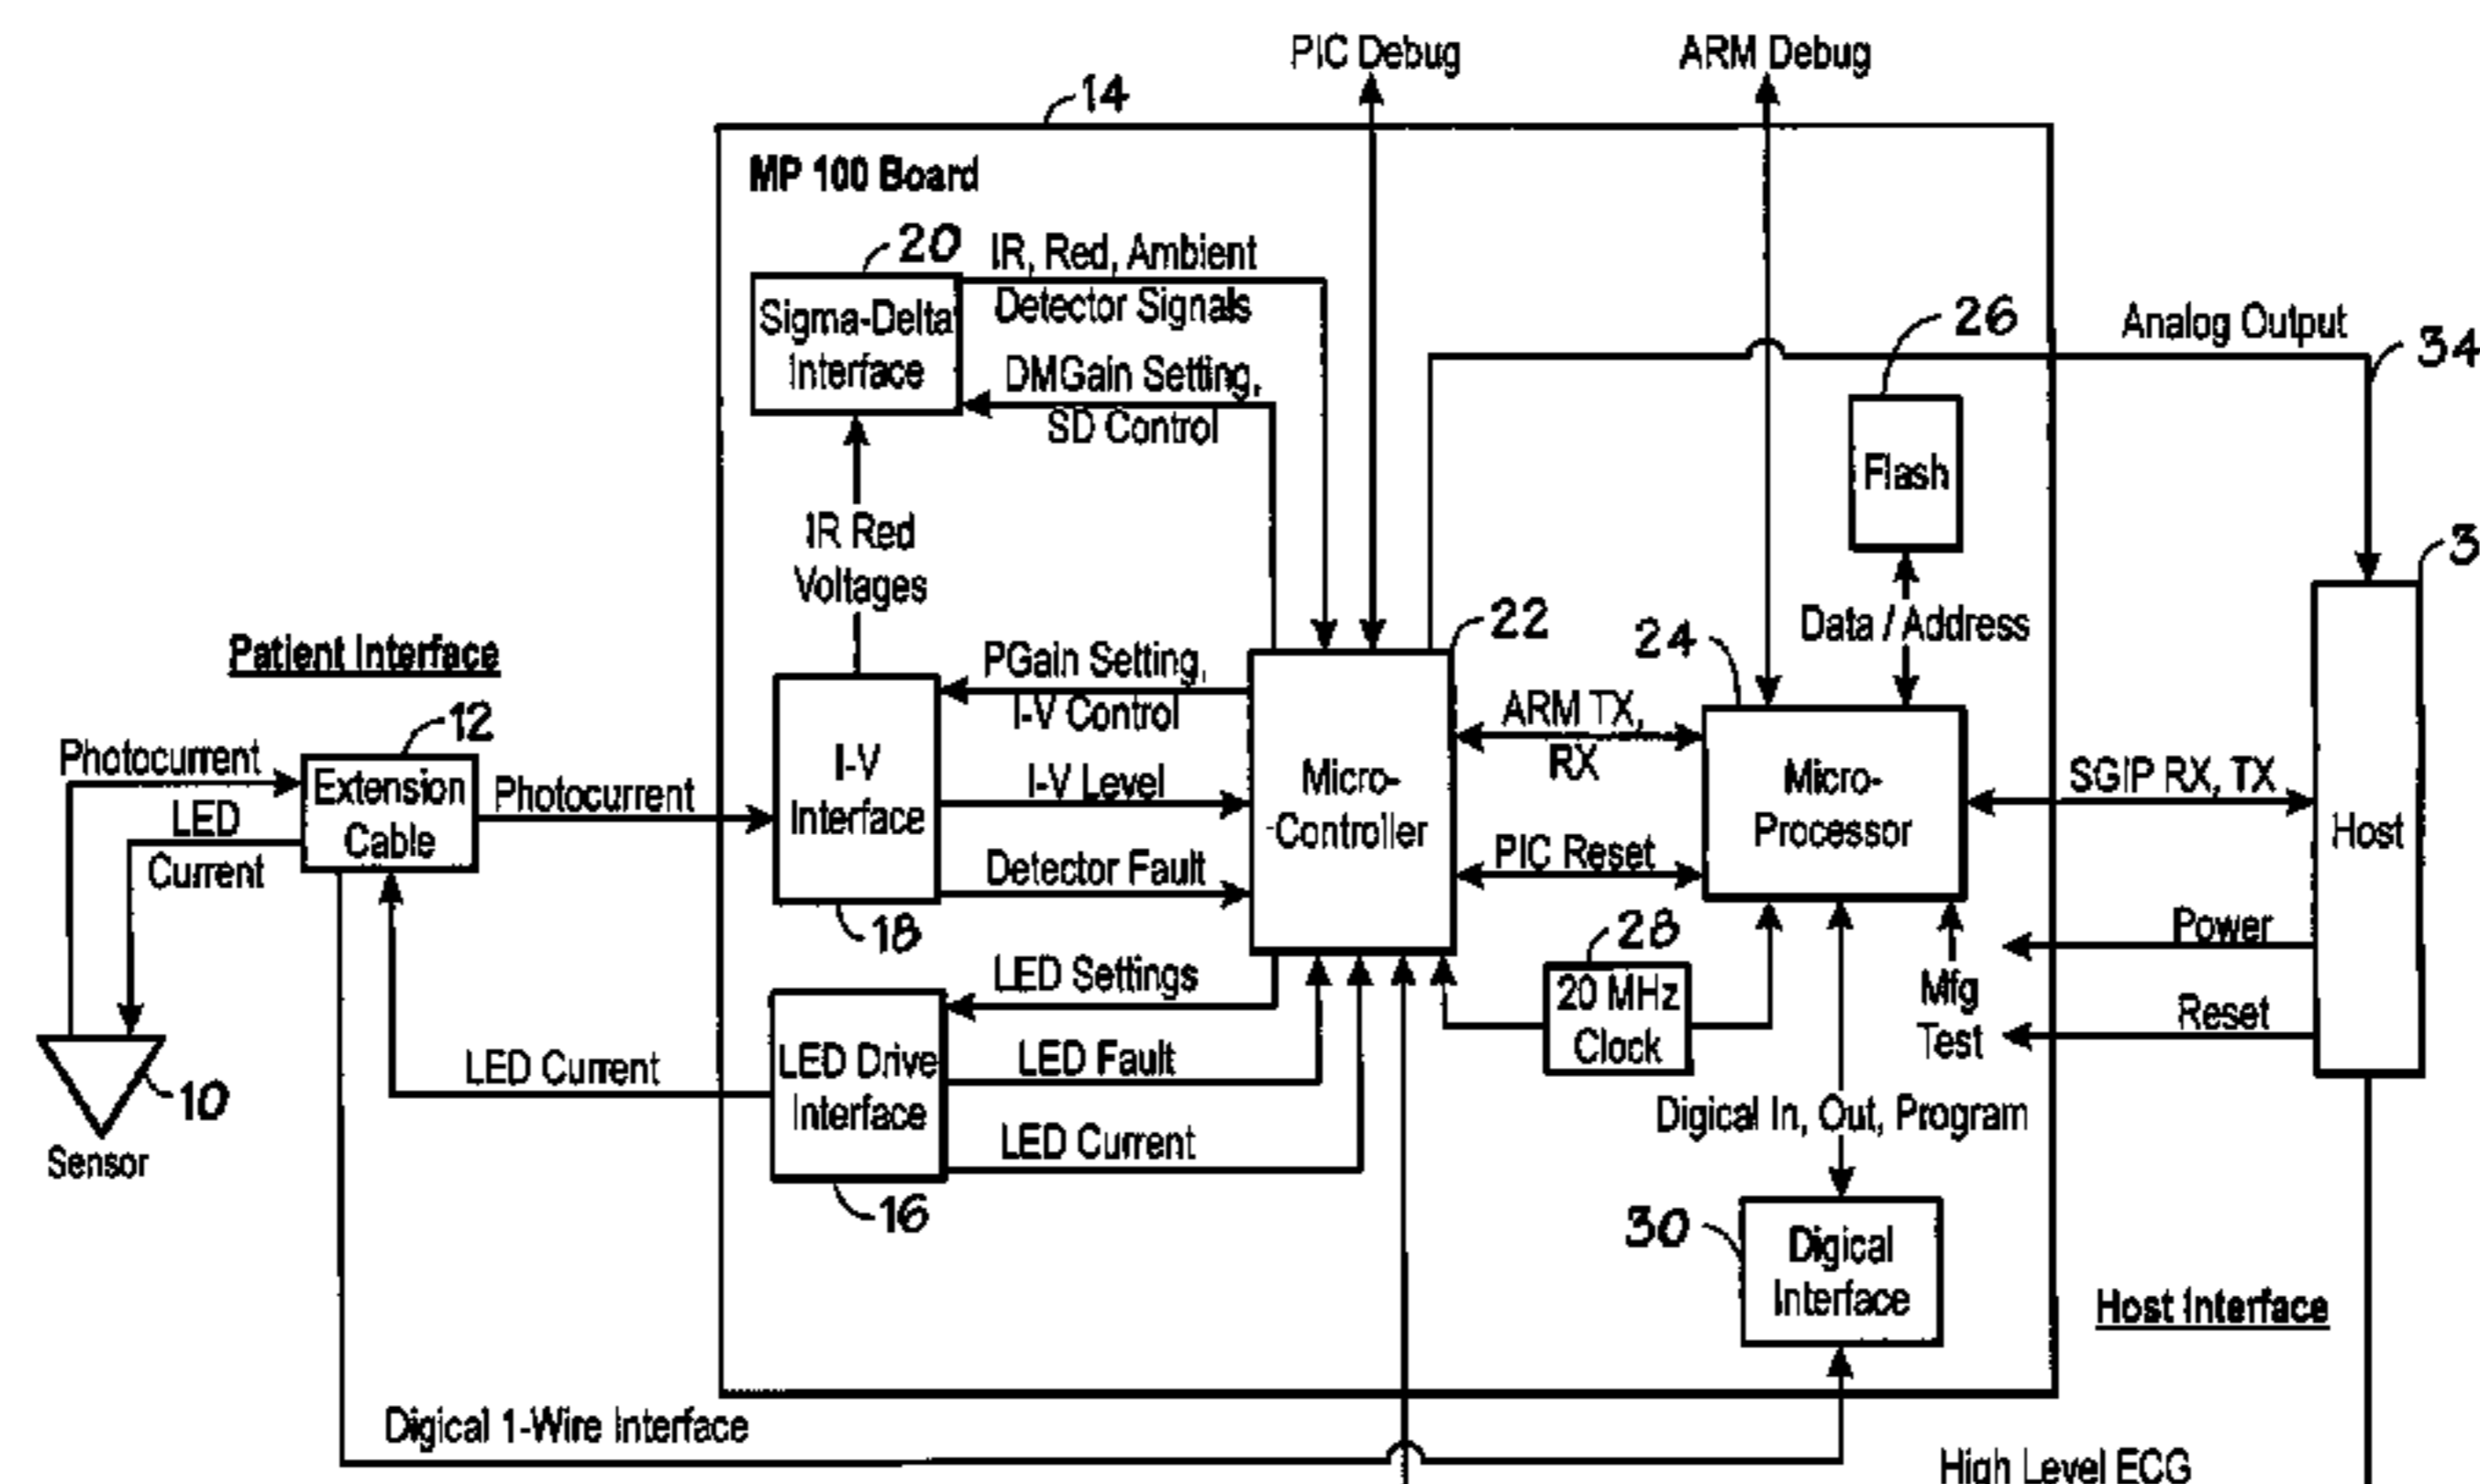 PIC Debug
ARM Debug
14
MP 100 Board
20
IR, Red, Ambient
Detector Signals
Sigma-Delta
Interface
DMGain Setting,
SD Control
26
Analog Output
34
Flash
IR Red
Voltages
3
Data / Address
22
24
Patient Interface
PGain Setting,
I-V Control
12
Photocurrent
Extension
Cable
LED
Current
Photocurrent
I-V
Interface
I-V Level
Detector Fault
18
Micro-
-Controller
ARM TX,
RX
PIC Reset
Micro-
Processor
SGIP RX, TX
Host
Power
Reset
28
20 MHz
Clock
Mfg
Test
LED Settings
LED Drive
Interface
LED Fault
LED Current
LED Current
16
10
Sensor
Digical In, Out, Program
30
Digical
Interface
Host Interface
Digical 1-Wire Interface
High Level ECG